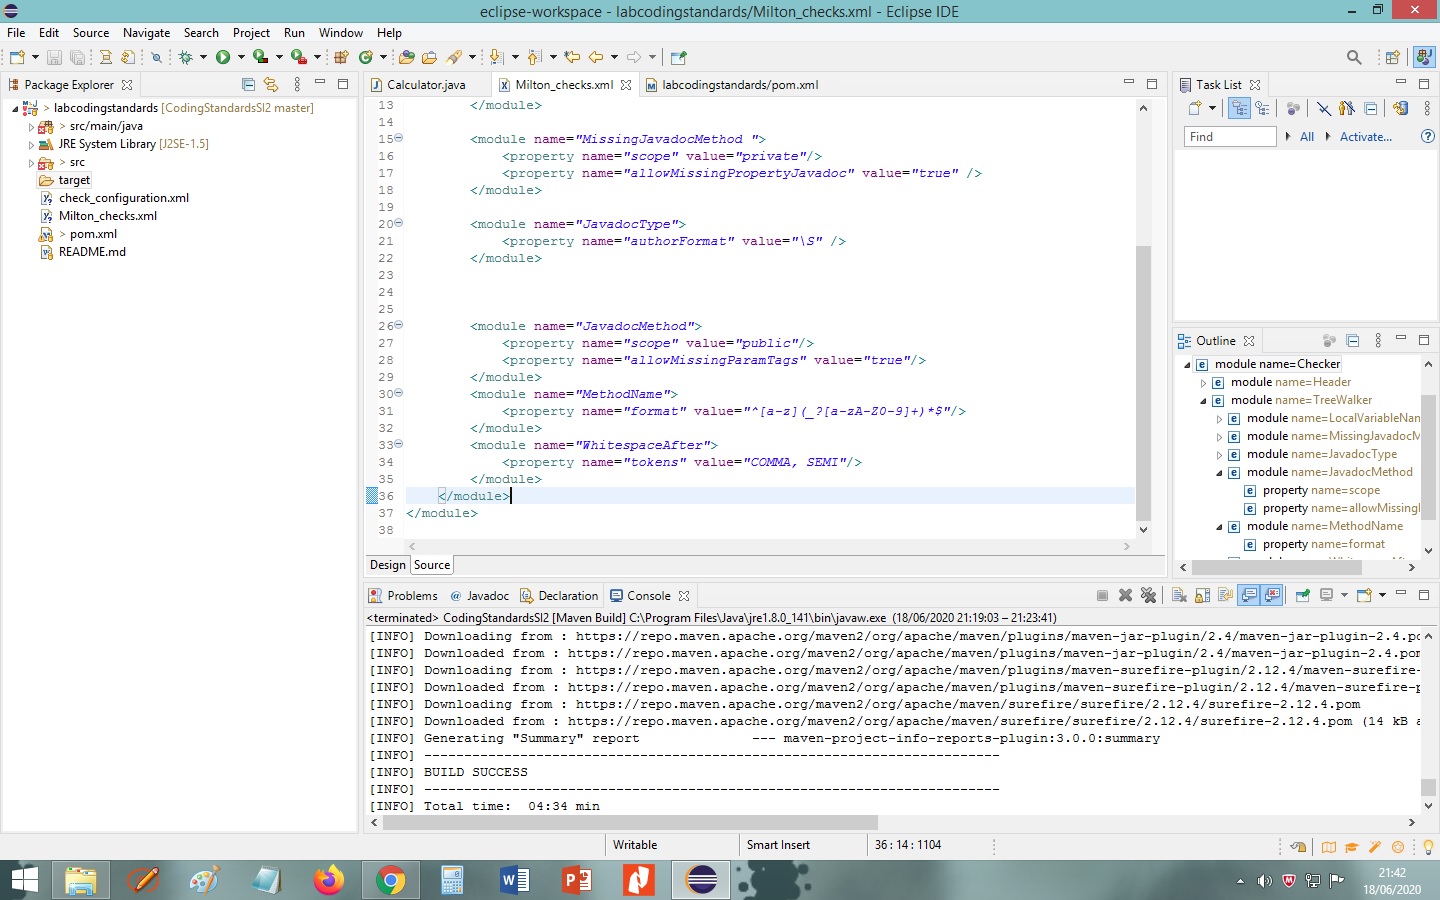 eclipse-workspace - labcodingstandards/Milton_checks.xml - Eclipse IDE
File Edit Source Navigate Search Project Run Window Help
Package Explorer
> labcodingstandards [CodingStandardsSI2 master]
> src/main/java
JRE System Library [J2SE-1.5]
> src
target
check_configuration.xml
Milton_checks.xml
> pom.xml
README.md
Calculator.java Milton_checks.xml labcodingstandards/pom.xml
13 </module>
14
15 <module name="MissingJavadocMethod ">
16 <property name="scope" value="private"/>
17 <property name="allowMissingPropertyJavadoc" value="true" />
18 </module>
19
20 <module name="JavadocType">
21 <property name="authorFormat" value="\S" />
22 </module>
23
24
25
26 <module name="JavadocMethod">
27 <property name="scope" value="public"/>
28 <property name="allowMissingParamTags" value="true"/>
29 </module>
30 <module name="MethodName">
31 <property name="format" value="^[a-z](_?[a-zA-Z0-9]+)*$"/>
32 </module>
33 <module name="WhitespaceAfter">
34 <property name="tokens" value="COMMA, SEMI"/>
35 </module>
36 </module>
37 </module>
38
Design Source
Task List
Find All Activate...
Outline
module name=Checker
module name=Header
module name=TreeWalker
module name=LocalVariableNan
module name=MissingJavadocM
module name=JavadocType
module name=JavadocMethod
property name=scope
property name=allowMissingl
module name=MethodName
property name=format
Problems Javadoc Declaration Console
<terminated> CodingStandardsSI2 [Maven Build] C:\Program Files\Java\jre1.8.0_141\bin\javaw.exe (18/06/2020 21:19:03 – 21:23:41)
[INFO] Downloading from : https://repo.maven.apache.org/maven2/org/apache/maven/plugins/maven-jar-plugin/2.4/maven-jar-plugin-2.4.po
[INFO] Downloaded from : https://repo.maven.apache.org/maven2/org/apache/maven/plugins/maven-jar-plugin/2.4/maven-jar-plugin-2.4.pom
[INFO] Downloading from : https://repo.maven.apache.org/maven2/org/apache/maven/plugins/maven-surefire-plugin/2.12.4/maven-surefire-
[INFO] Downloaded from : https://repo.maven.apache.org/maven2/org/apache/maven/plugins/maven-surefire-plugin/2.12.4/maven-surefire-p
[INFO] Downloading from : https://repo.maven.apache.org/maven2/org/apache/maven/surefire/surefire/2.12.4/surefire-2.12.4.pom
[INFO] Downloaded from : https://repo.maven.apache.org/maven2/org/apache/maven/surefire/surefire/2.12.4/surefire-2.12.4.pom (14 kB a
[INFO] Generating "Summary" report --- maven-project-info-reports-plugin:3.0.0:summary
[INFO] ------------------------------------------------------------------------
[INFO] BUILD SUCCESS
[INFO] ------------------------------------------------------------------------
[INFO] Total time: 04:34 min
Writable Smart Insert 36 : 14 : 1104
21:42
18/06/2020